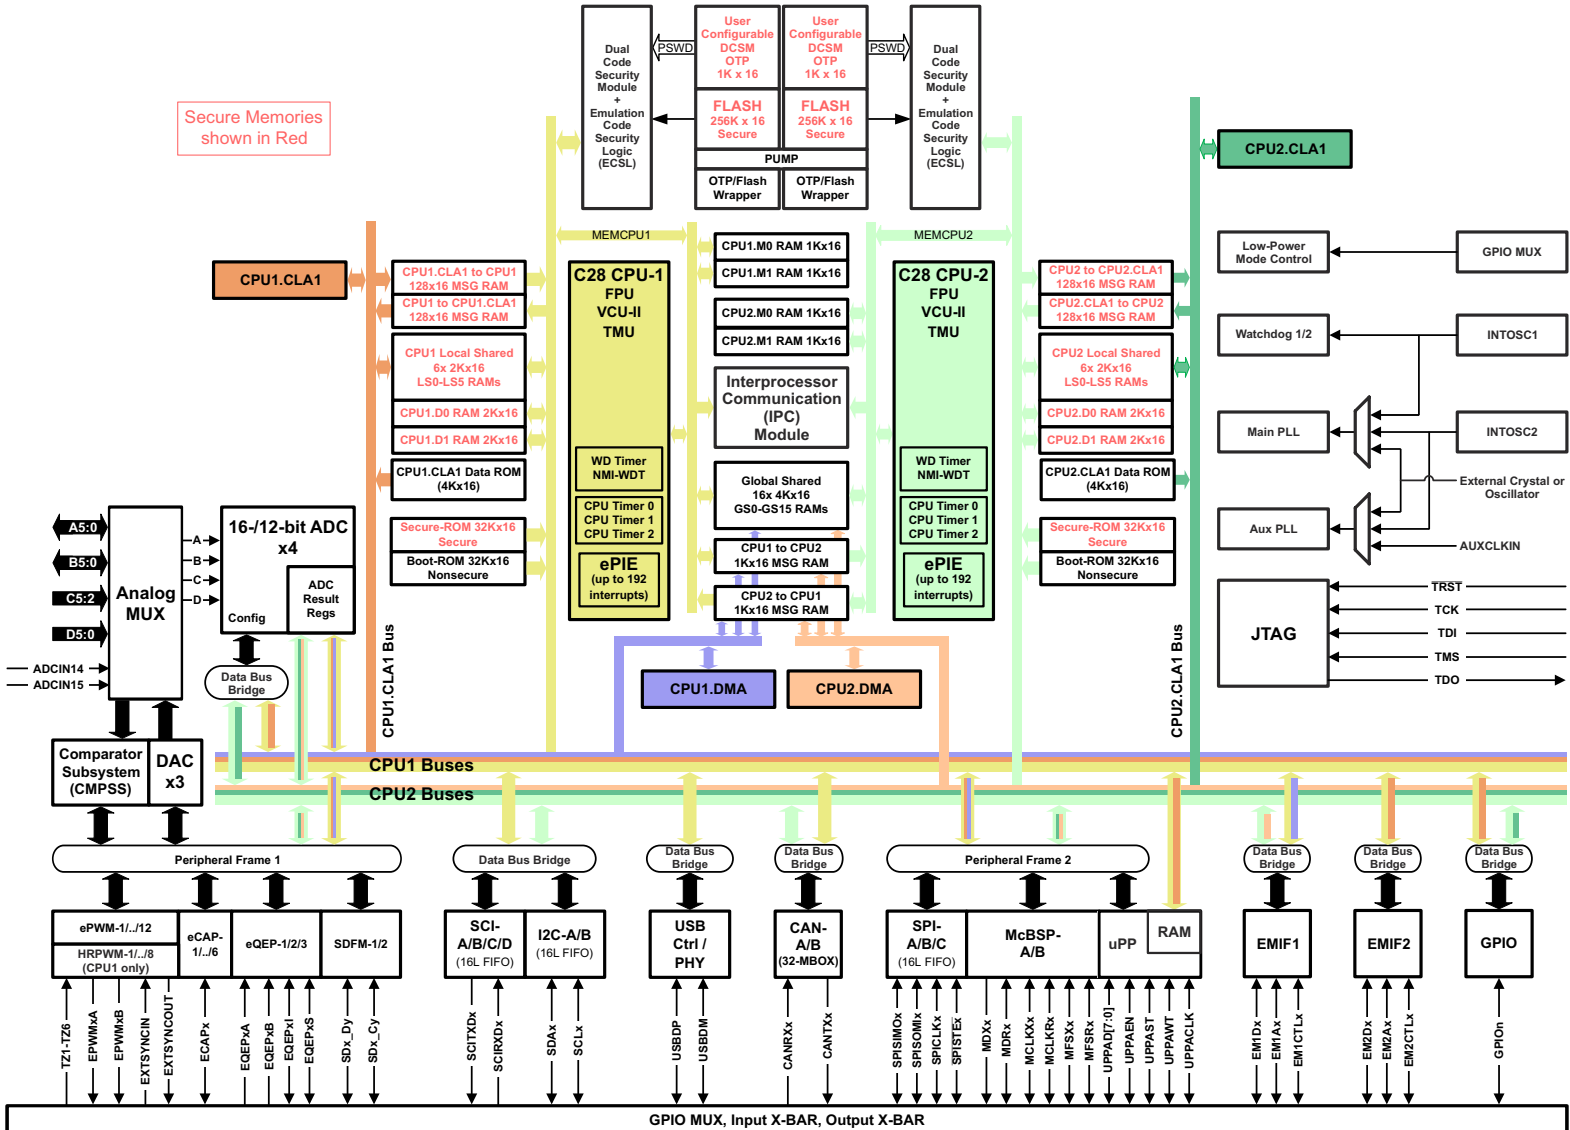 Secure Memories
shown in Red
Dual
Code
Security
Module
+
Emulation
Code
Security
Logic
(ECSL)
PSWD
User
Configurable
DCSM
OTP
1K x 16
User
Configurable
DCSM
OTP
1K x 16
PSWD
Dual
Code
Security
Module
+
Emulation
Code
Security
Logic
(ECSL)
FLASH
256K x 16
Secure
FLASH
256K x 16
Secure
PUMP
OTP/Flash
Wrapper
OTP/Flash
Wrapper
CPU2.CLA1
MEMCPU1
MEMCPU2
CPU1.CLA1
CPU1.CLA1 to CPU1
128x16 MSG RAM
CPU1 to CPU1.CLA1
128x16 MSG RAM
CPU1 Local Shared
6x 2Kx16
LS0-LS5 RAMs
CPU1.D0 RAM 2Kx16
CPU1.D1 RAM 2Kx16
CPU1.CLA1 Data ROM
(4Kx16)
Secure-ROM 32Kx16
Secure
Boot-ROM 32Kx16
Nonsecure
C28 CPU-1
FPU
VCU-II
TMU
WD Timer
NMI-WDT
CPU Timer 0
CPU Timer 1
CPU Timer 2
ePIE
(up to 192
interrupts)
CPU1.M0 RAM 1Kx16
CPU1.M1 RAM 1Kx16
CPU2.M0 RAM 1Kx16
CPU2.M1 RAM 1Kx16
Interprocessor
Communication
(IPC)
Module
Global Shared
16x 4Kx16
GS0-GS15 RAMs
CPU1 to CPU2
1Kx16 MSG RAM
CPU2 to CPU1
1Kx16 MSG RAM
C28 CPU-2
FPU
VCU-II
TMU
WD Timer
NMI-WDT
CPU Timer 0
CPU Timer 1
CPU Timer 2
ePIE
(up to 192
interrupts)
CPU2 to CPU2.CLA1
128x16 MSG RAM
CPU2.CLA1 to CPU2
128x16 MSG RAM
CPU2 Local Shared
6x 2Kx16
LS0-LS5 RAMs
CPU2.D0 RAM 2Kx16
CPU2.D1 RAM 2Kx16
CPU2.CLA1 Data ROM
(4Kx16)
Secure-ROM 32Kx16
Secure
Boot-ROM 32Kx16
Nonsecure
Low-Power
Mode Control
GPIO MUX
Watchdog 1/2
INTOSC1
Main PLL
INTOSC2
External Crystal or
Oscillator
Aux PLL
AUXCLKIN
JTAG
TRST
TCK
TDI
TMS
TDO
A5:0
B5:0
C5:2
D5:0
ADCIN14
ADCIN15
Analog
MUX
A
B
C
D
16-/12-bit ADC
x4
Config
ADC
Result
Regs
Data Bus
Bridge
CPU1.CLA1 Bus
CPU1.DMA
CPU2.DMA
CPU2.CLA1 Bus
Comparator
Subsystem
(CMPSS)
DAC
x3
CPU1 Buses
CPU2 Buses
Peripheral Frame 1
Data Bus Bridge
Data Bus
Bridge
Data Bus
Bridge
Peripheral Frame 2
Data Bus
Bridge
Data Bus
Bridge
Data Bus
Bridge
ePWM-1/../12
HRPWM-1/../8
(CPU1 only)
eCAP-
1/../6
eQEP-1/2/3
SDFM-1/2
SCI-
A/B/C/D
(16L FIFO)
I2C-A/B
(16L FIFO)
USB
Ctrl /
PHY
CAN-
A/B
(32-MBOX)
SPI-
A/B/C
(16L FIFO)
McBSP-
A/B
uPP
RAM
EMIF1
EMIF2
GPIO
TZ1-TZ6
EPWMxA
EPWMxB
EXTSYNCIN
EXTSYNCOUT
ECAPx
EQEPxA
EQEPxB
EQEPxI
EQEPxS
SDx_Dy
SDx_Cy
SCITXDx
SCIRXDx
SDAx
SCLx
USBDP
USBDM
CANRXx
CANTXx
SPISIMOx
SPISOMIx
SPICLKx
SPISTEx
MDXx
MDRx
MCLKXx
MCLKRx
MFSXx
MFSRx
UPPAD[7:0]
UPPAEN
UPPAST
UPPAWT
UPPACLK
EM1Dx
EM1Ax
EM1CTLx
EM2Dx
EM2Ax
EM2CTLx
GPIOn
GPIO MUX, Input X-BAR, Output X-BAR